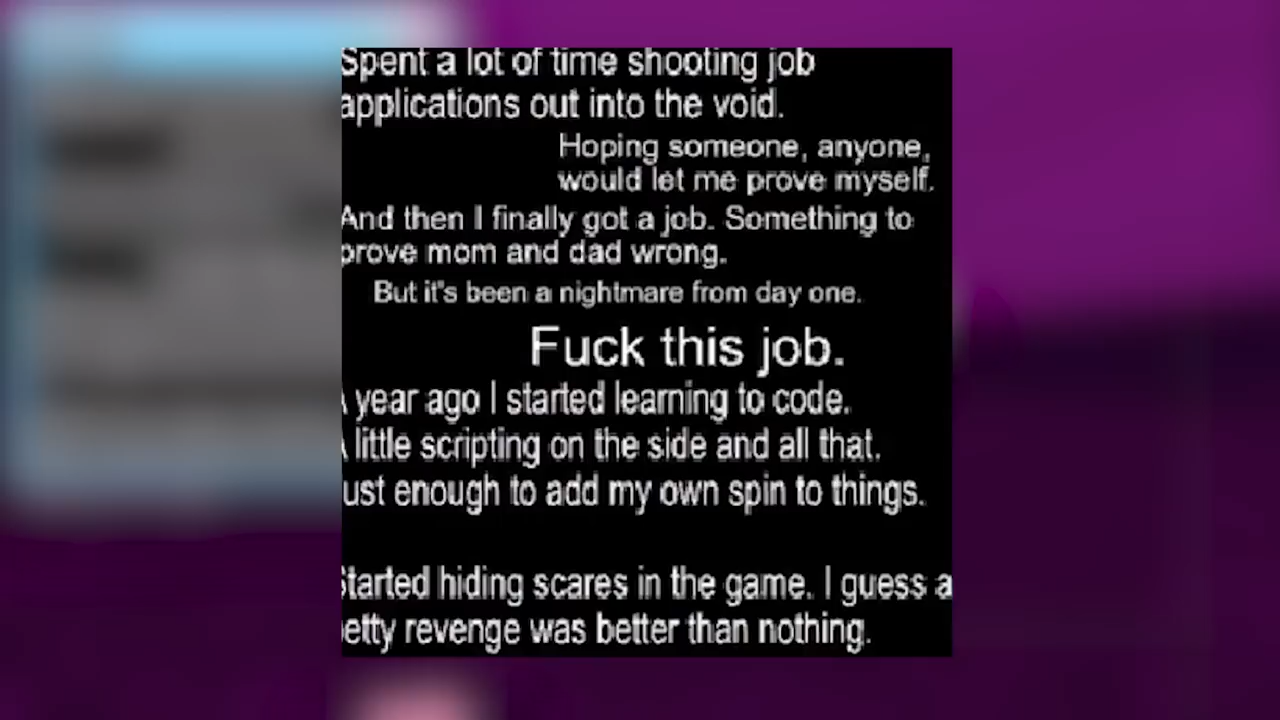 Spent a lot of time shooting job
applications out into the void.
Hoping someone, anyone,
would let me prove myself.
And then I finally got a job. Something to
prove mom and dad wrong.
But it's been a nightmare from day one.
Fuck this job.
A year ago I started learning to code.
A little scripting on the side and all that.
Just enough to add my own spin to things.
Started hiding scares in the game. I guess a
petty revenge was better than nothing.